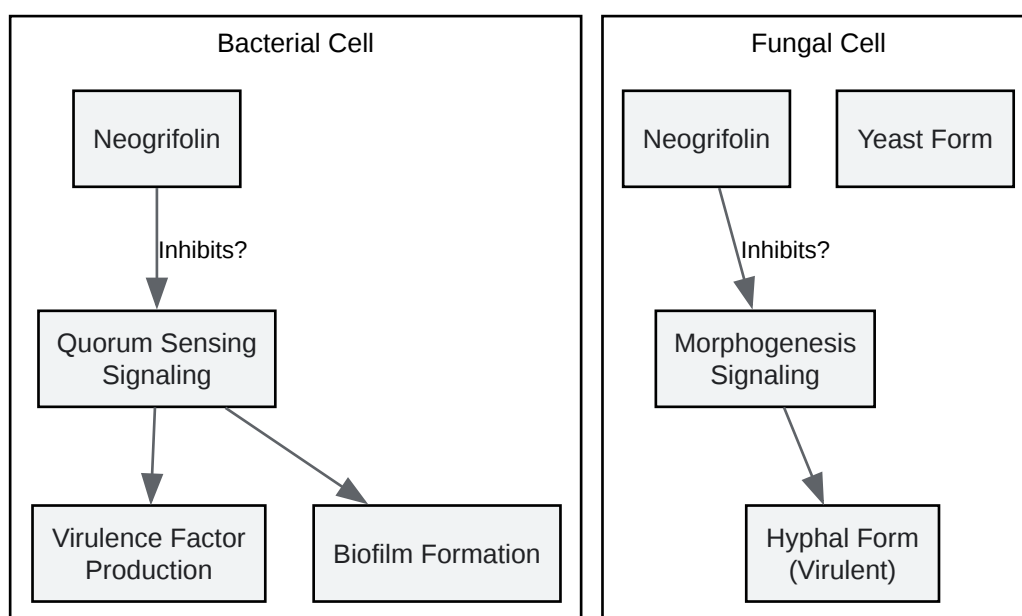 Bacterial Cell
Neogrifolin
Inhibits?
Quorum Sensing
Signaling
Virulence Factor
Production
Biofilm Formation
Fungal Cell
Neogrifolin
Yeast Form
Inhibits?
Morphogenesis
Signaling
Hyphal Form
(Virulent)